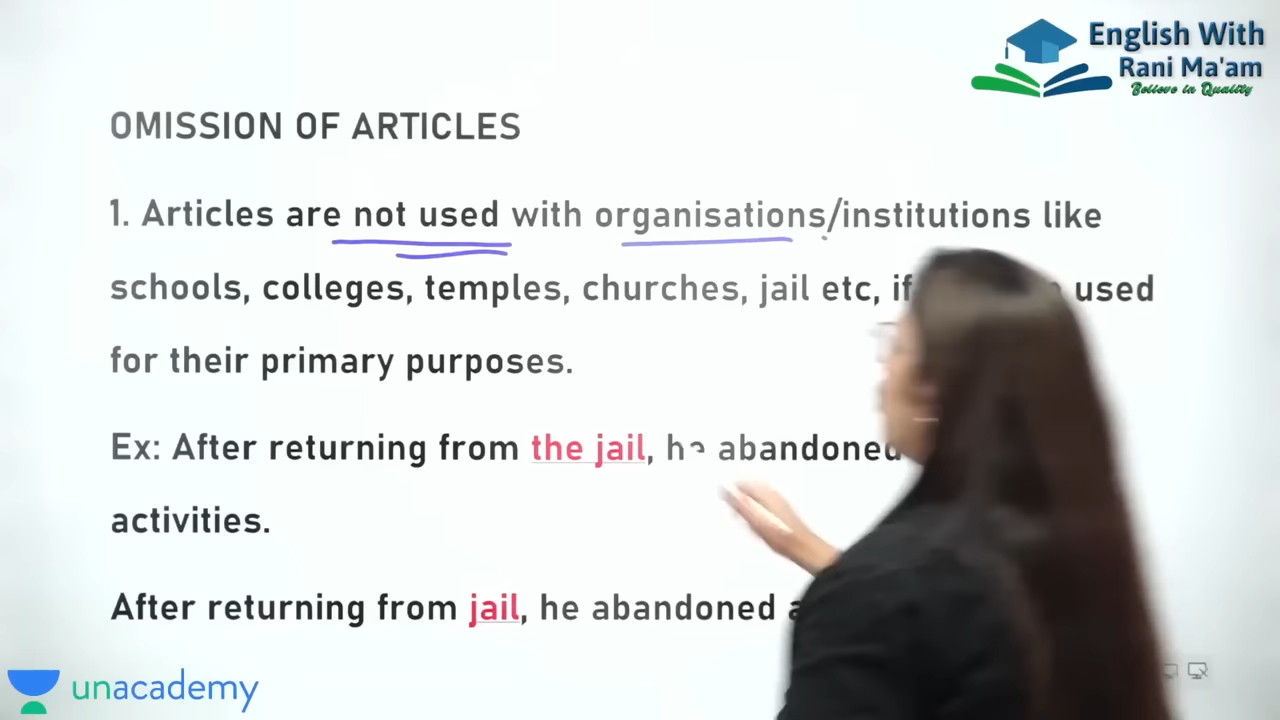 English With
Rani Ma'am
Believe in Quality
OMISSION OF ARTICLES
1. Articles are not used with organisations/institutions like
schools, colleges, temples, churches, jail etc, if used
for their primary purposes.
Ex: After returning from the jail, he abandoned
activities.
After returning from jail, he abandoned
unacademy